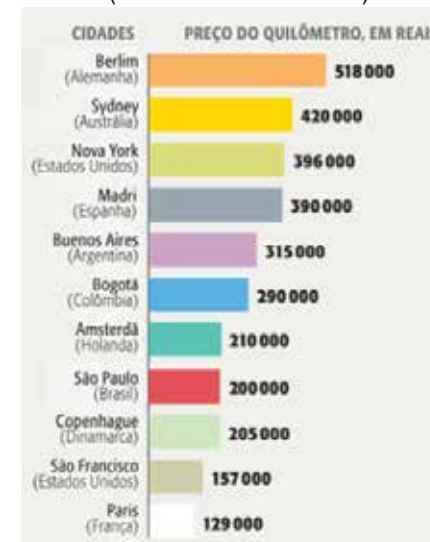 CIDADES PREÇO DO QUILÔMETRO, EM REAI
Berlim
(Alemanha)
518 000
Sydney
(Austrália)
420 000
Nova York
(Estados Unidos)
396 000
Madri
(Espanha)
390 000
Buenos Aires
(Argentina)
315 000
Bogotá
(Colômbia)
290 000
Amsterdã
(Holanda)
210 000
São Paulo
(Brasil)
200 000
Copenhague
(Dinamarca)
205 000
São Francisco
(Estados Unidos)
157 000
Paris
(França)
129 000